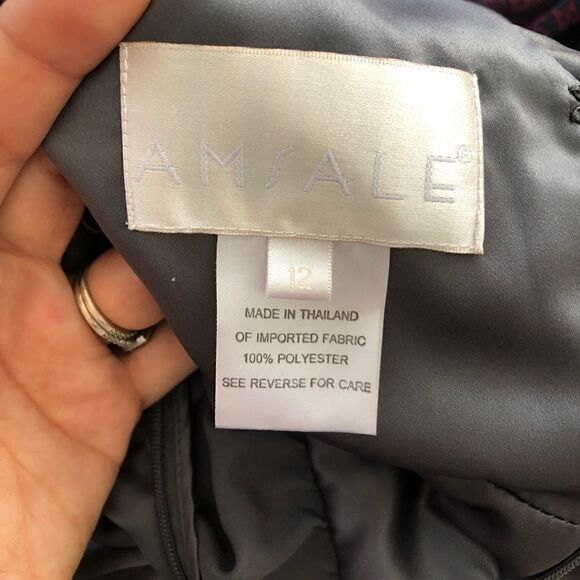 AMSALE®
12
MADE IN THAILAND
OF IMPORTED FABRIC
100% POLYESTER
SEE REVERSE FOR CARE